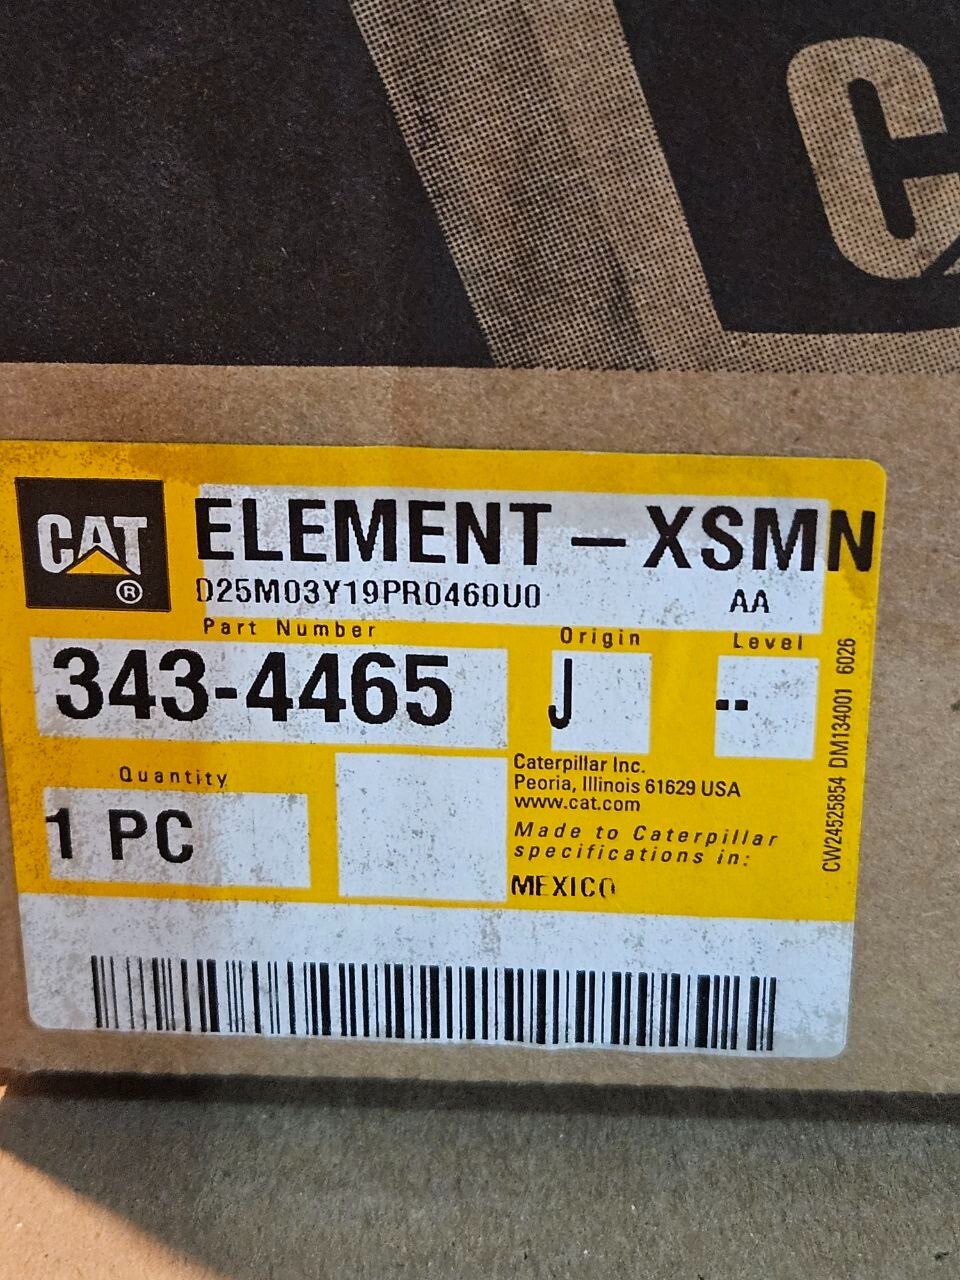 CAT
®
ELEMENT – XSMN
D25M03Y19PR0460U0 AA
Part Number Origin Level
343-4465 J --
Quantity
1 PC
Caterpillar Inc.
Peoria, Illinois 61629 USA
www.cat.com
Made to Caterpillar
specifications in:
MEXICO
CW24525854 DM134001 6026